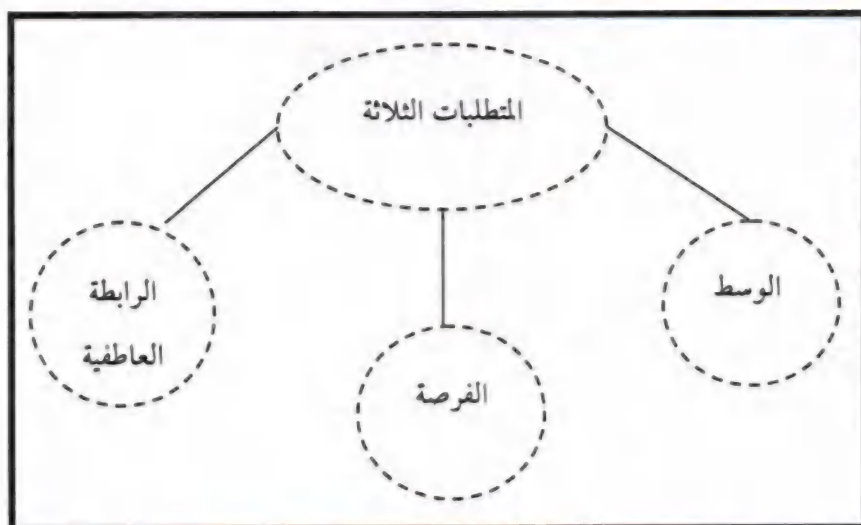 المتطلبات الثلاثة
الوسط
الفرصة
الرابطة
العاطفية